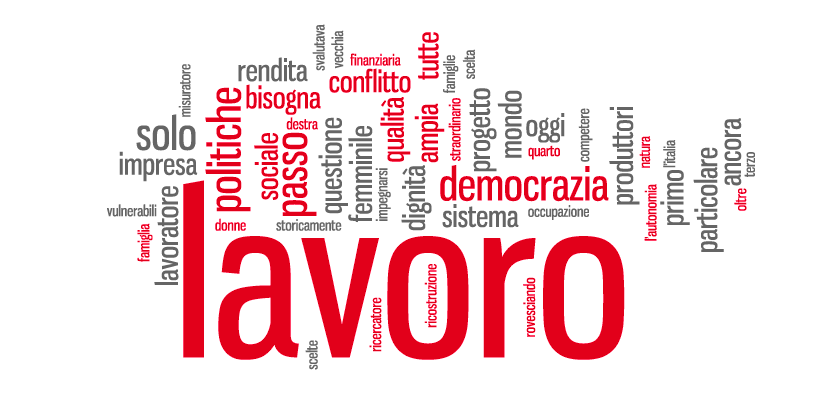 svalutava
vecchia
finanziaria
tutte
famiglie
scelta
misuratore
rendita
bisogna
conflitto
politiche
destra
solo
impresa
sociale
passo
questione
femminile
qualità
impegnarsi
ampia
straordinario
progetto
mondo
oggi
quarto
competere
produttori
natura
l'italia
l'autonomia
primo
particolare
ancora
terzo
oltre
dignità
democrazia
sistema
occupazione
vulnerabili
famiglia
lavoratore
donne
storicamente
lavoro
scelte
ricercatore
ricostruzione
rovesciando